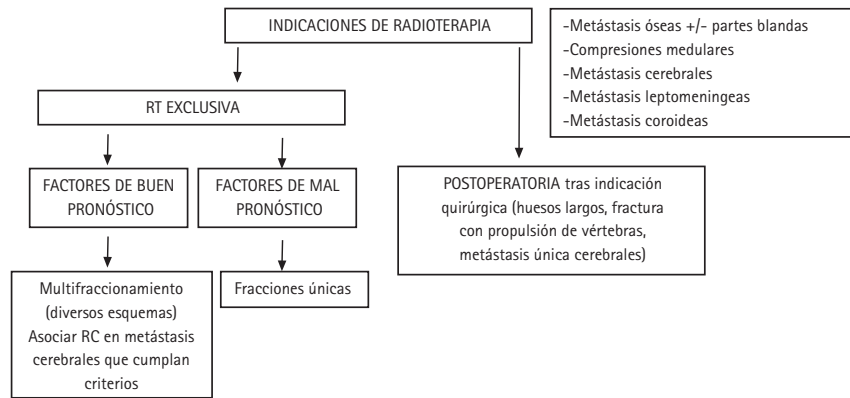 INDICACIONES DE RADIOTERAPIA
-Metástasis óseas +/- partes blandas
-Compresiones medulares
-Metástasis cerebrales
-Metástasis leptomeningeas
-Metástasis coroideas
RT EXCLUSIVA
FACTORES DE BUEN
PRONÓSTICO
FACTORES DE MAL
PRONÓSTICO
POSTOPERATORIA tras indicación
quirúrgica (huesos largos, fractura
con propulsión de vértebras,
metástasis única cerebrales)
Multifraccionamiento
(diversos esquemas)
Asociar RC en metástasis
cerebrales que cumplan
criterios
Fracciones únicas